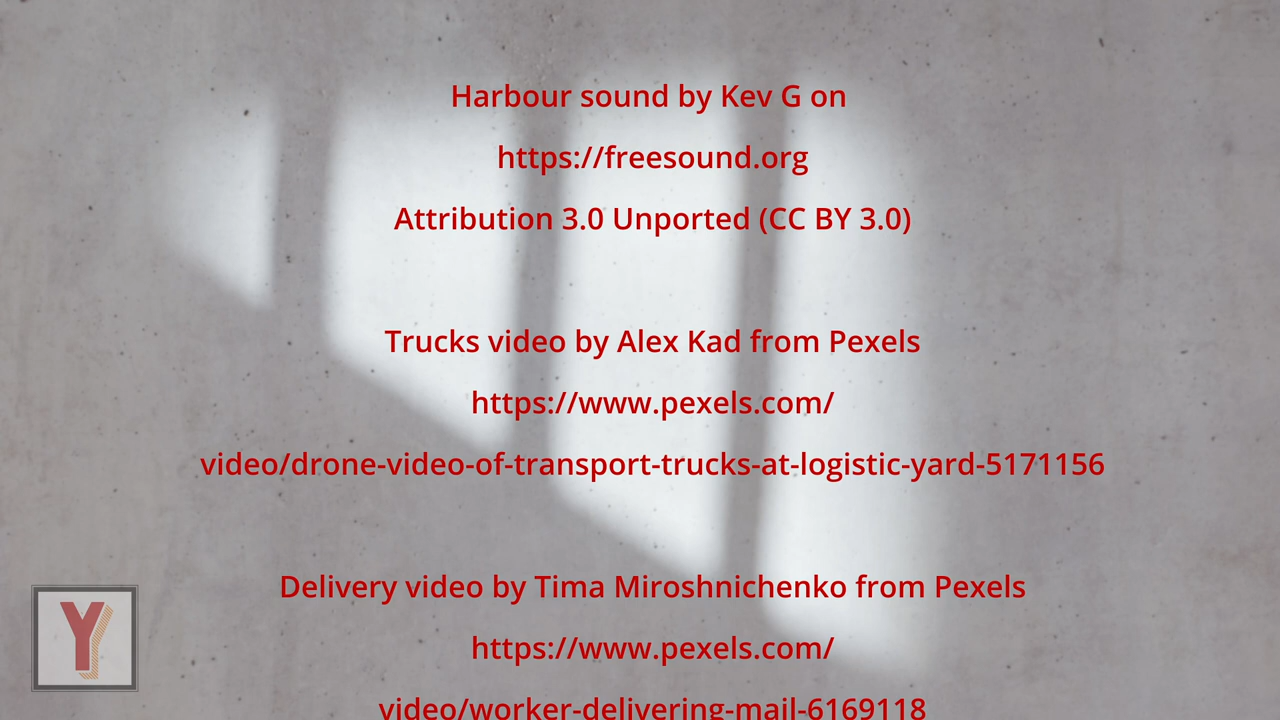 Harbour sound by Kev G on
https://freesound.org
Attribution 3.0 Unported (CC BY 3.0)
Trucks video by Alex Kad from Pexels
https://www.pexels.com/
video/drone-video-of-transport-trucks-at-logistic-yard-5171156
Delivery video by Tima Miroshnichenko from Pexels
https://www.pexels.com/
video/worker-delivering-mail-6169118
Y